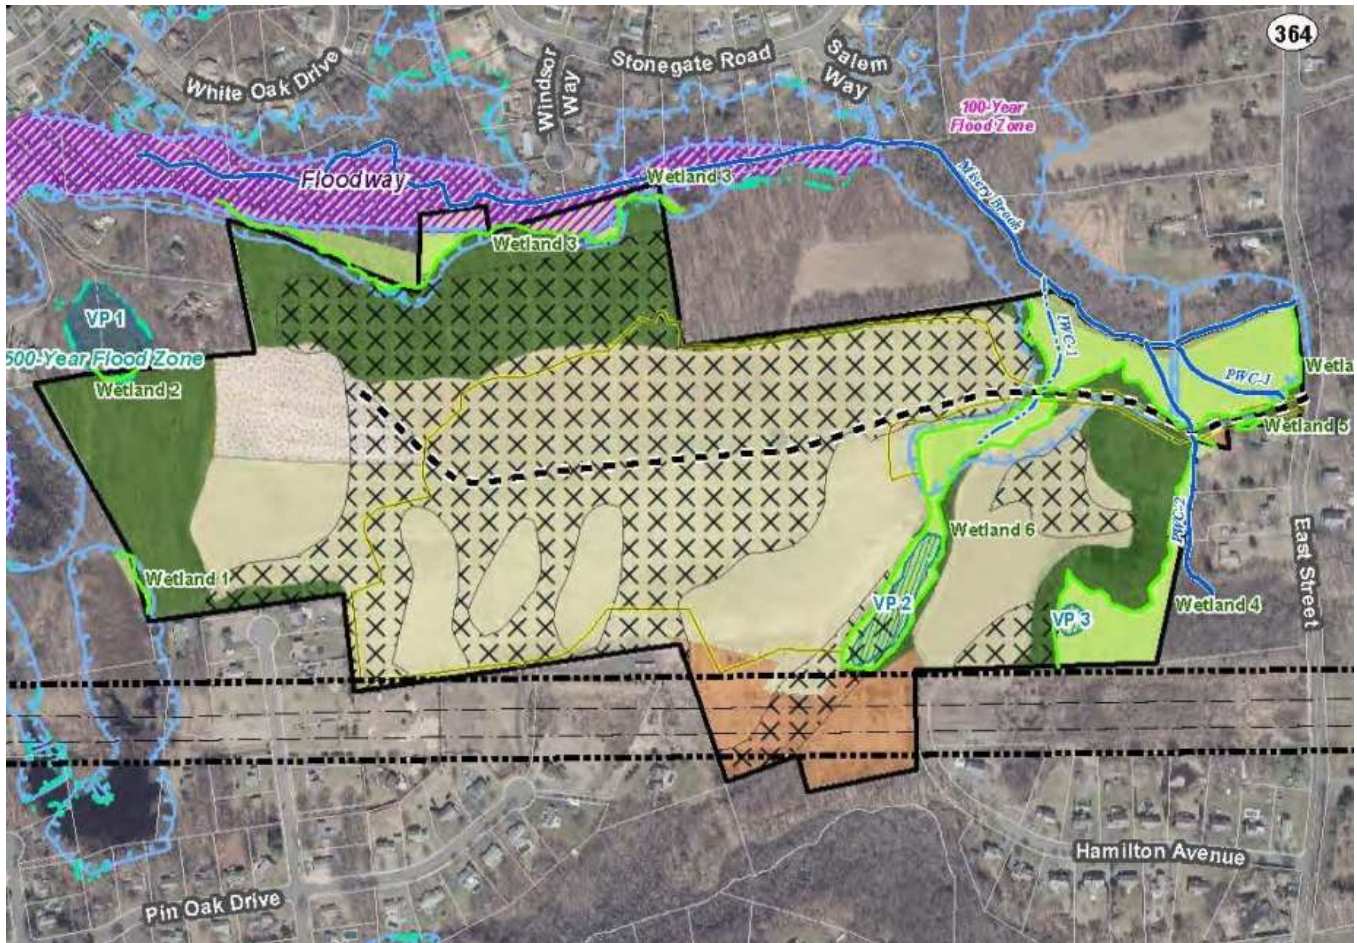 364
White Oak Drive
Windsor
Way
Stonegate Road
Salem
Way
100-Year
Flood Zone
Floodway
Wetland 3
Misery Brook
Wetland 3
VP 1
500-Year Flood Zone
Wetland 2
IWC-1
PWC-1
Wetla
Wetland 5
PWC-2
Wetland 6
East Street
Wetland 1
VP 2
VP 3
Wetland 4
Hamilton Avenue
Pin Oak Drive